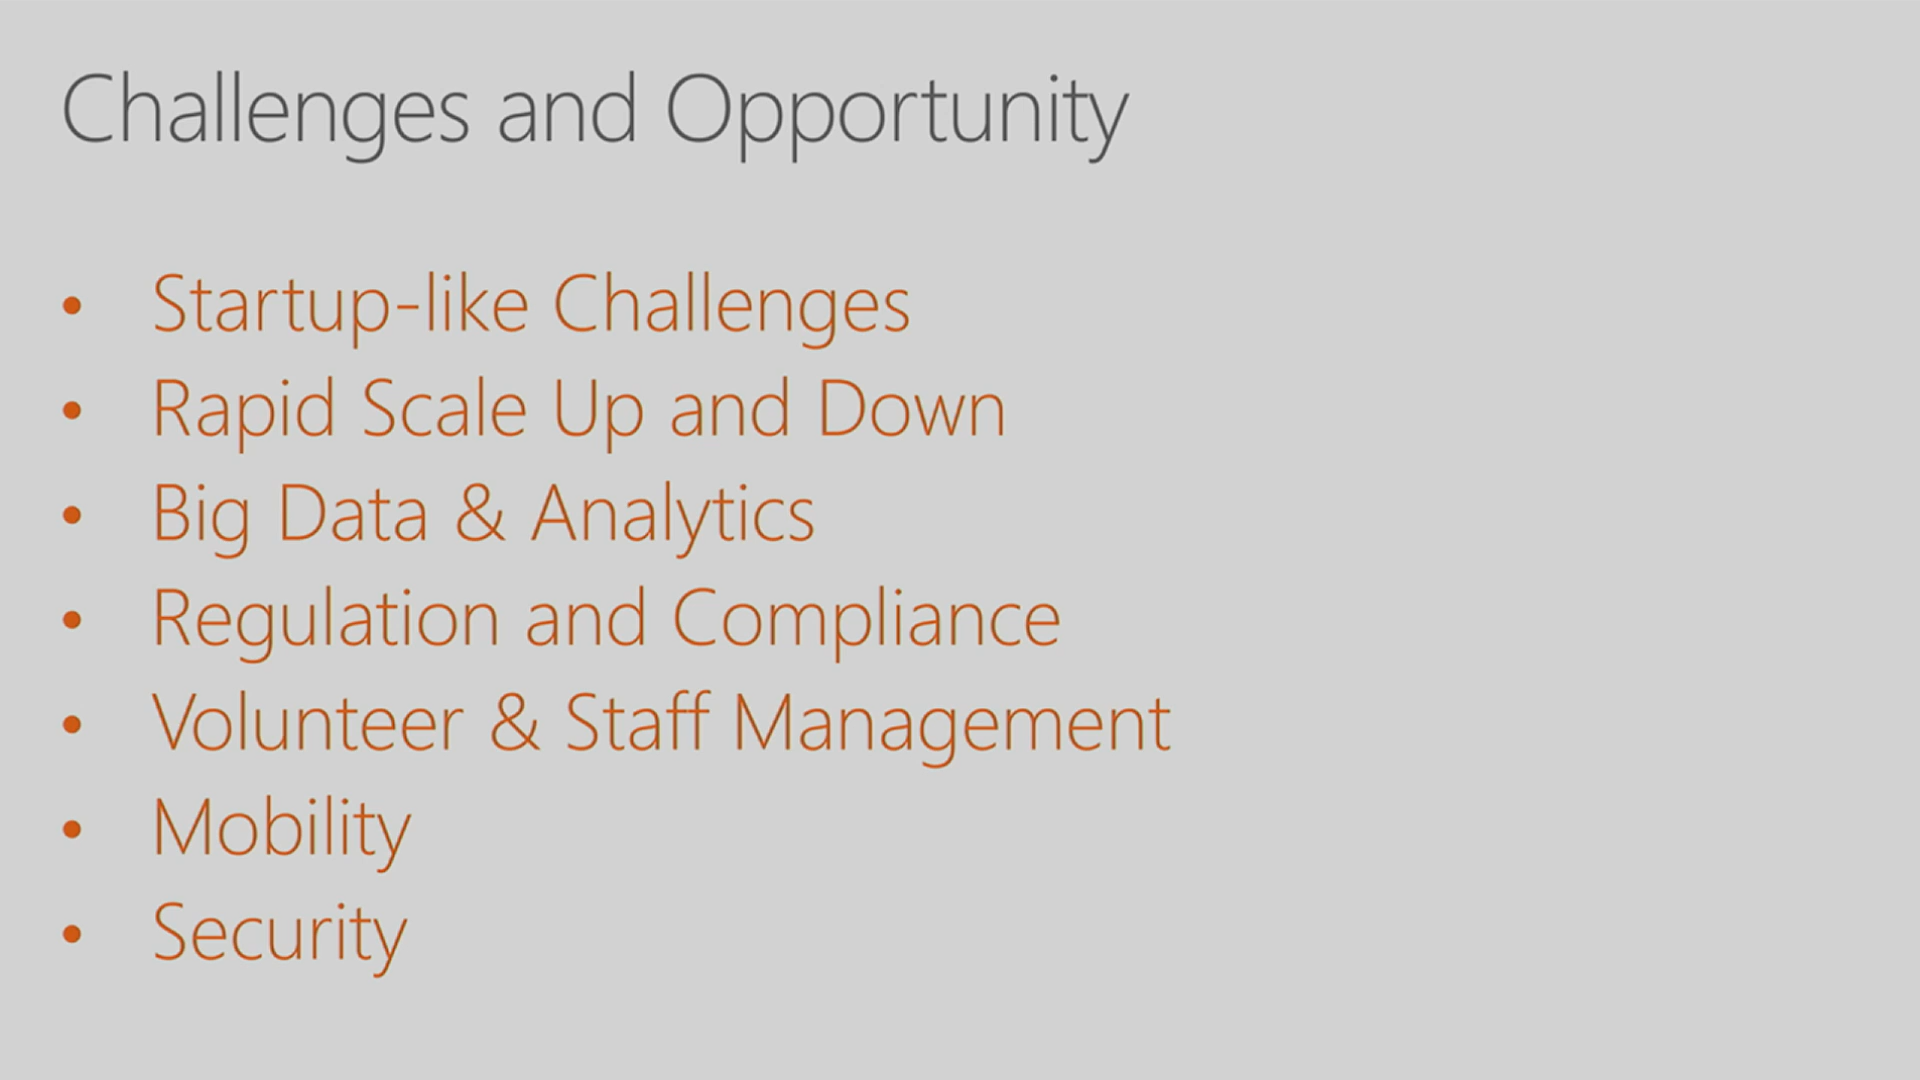 Challenges and Opportunity
• Startup-like Challenges
• Rapid Scale Up and Down
• Big Data & Analytics
• Regulation and Compliance
• Volunteer & Staff Management
• Mobility
• Security